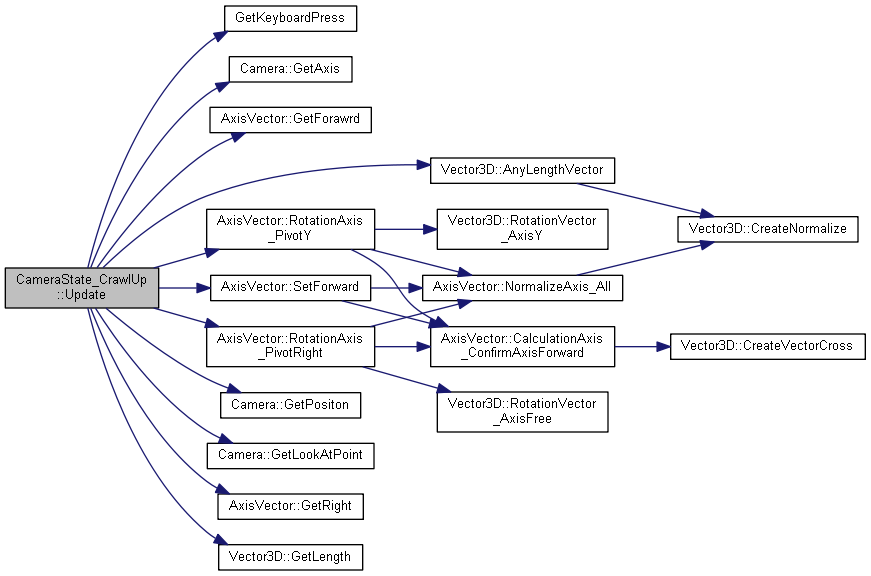 GetKeyboardPress
Camera::GetAxis
AxisVector::GetForawrd
Vector3D::AnyLengthVector
AxisVector::RotationAxis
_PivotY
Vector3D::RotationVector
_AxisY
Vector3D::CreateNormalize
CameraState_CrawlUp
::Update
AxisVector::SetForward
AxisVector::NormalizeAxis_All
AxisVector::RotationAxis
_PivotRight
AxisVector::CalculationAxis
_ConfirmAxisForward
Vector3D::CreateVectorCross
Camera::GetPositon
Vector3D::RotationVector
_AxisFree
Camera::GetLookAtPoint
AxisVector::GetRight
Vector3D::GetLength